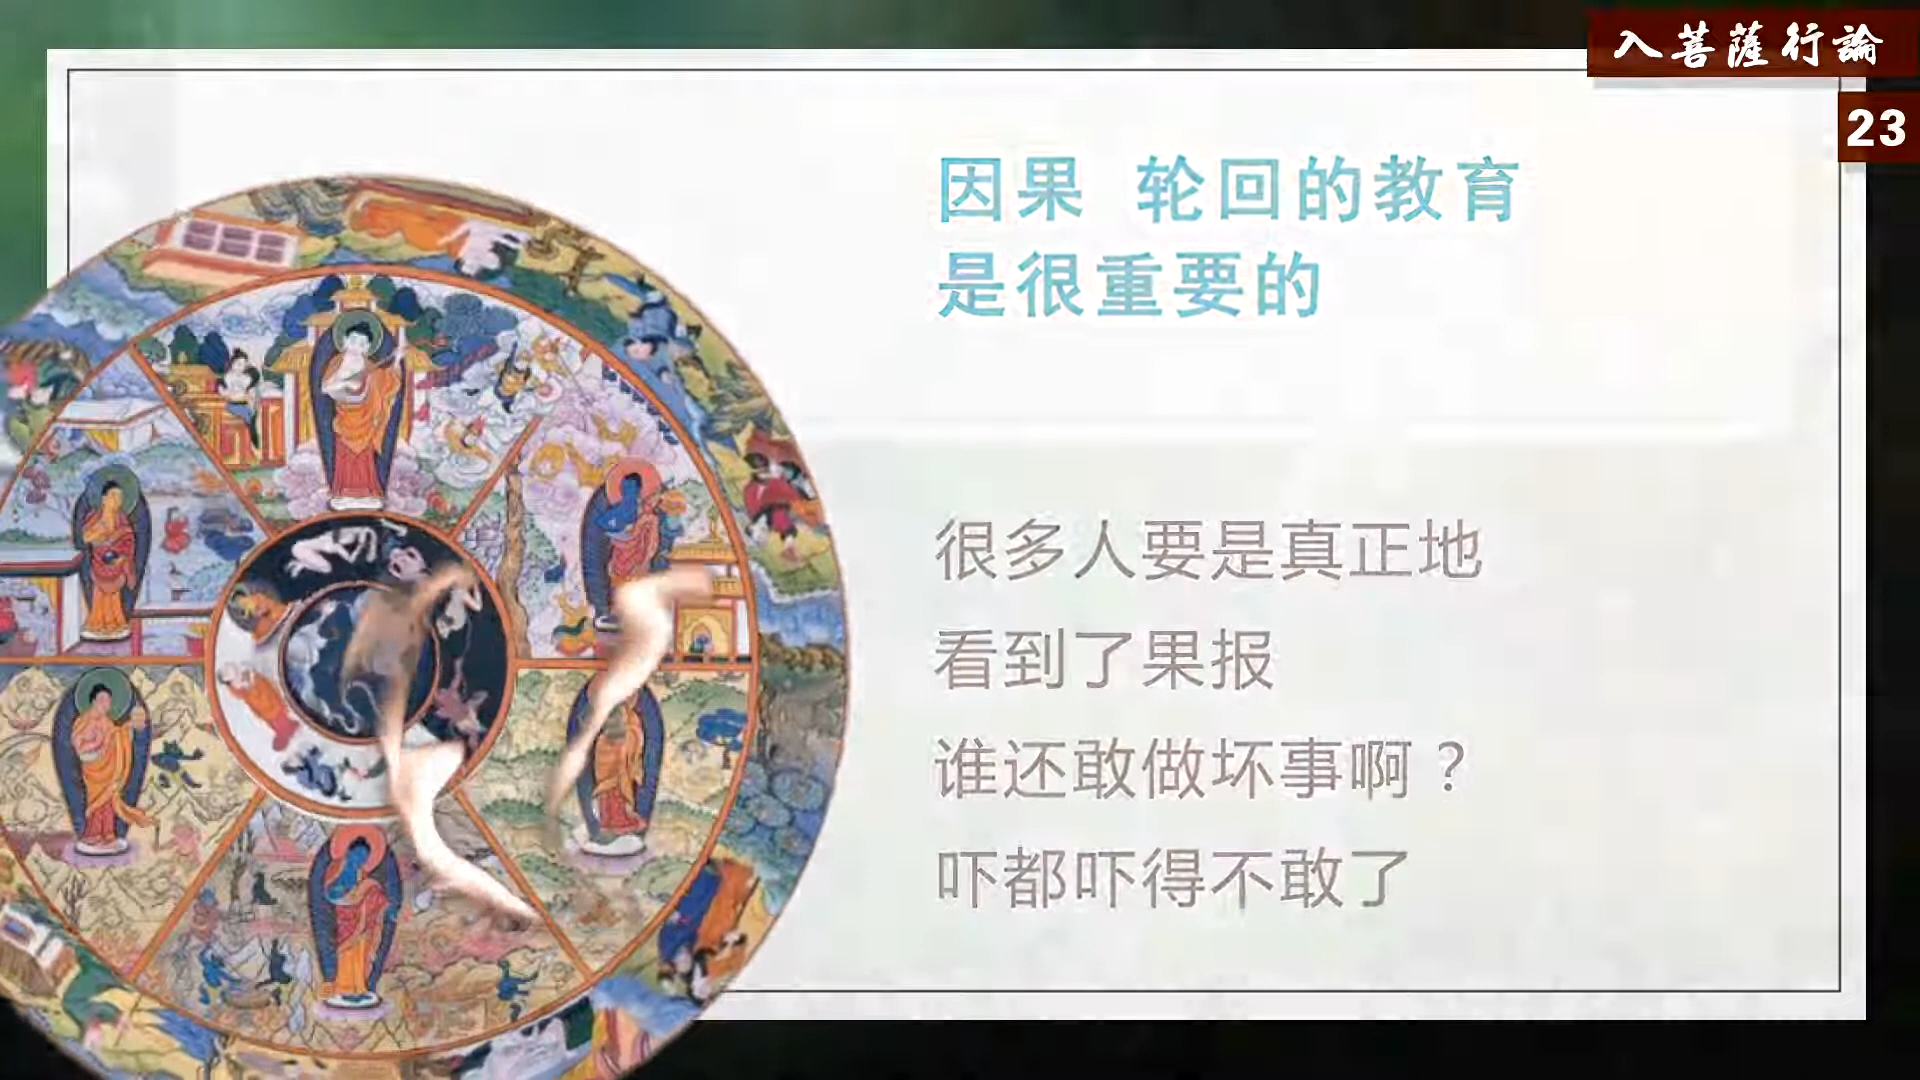 入菩薩行論
23
因果 轮回的教育
是很重要的
很多人要是真正地
看到了果报
谁还敢做坏事啊？
吓都吓得不敢了